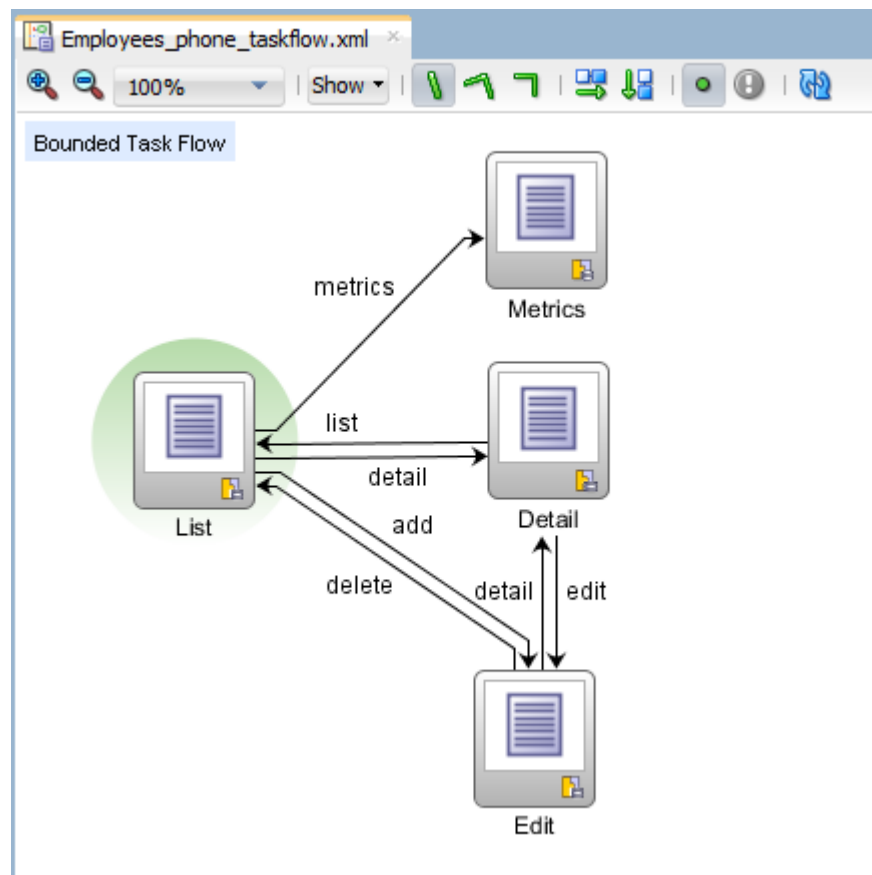 Employees_phone_taskflow.xml
100%
Show
Bounded Task Flow
metrics
Metrics
list
detail
List
Detail
add
delete
detail
edit
Edit